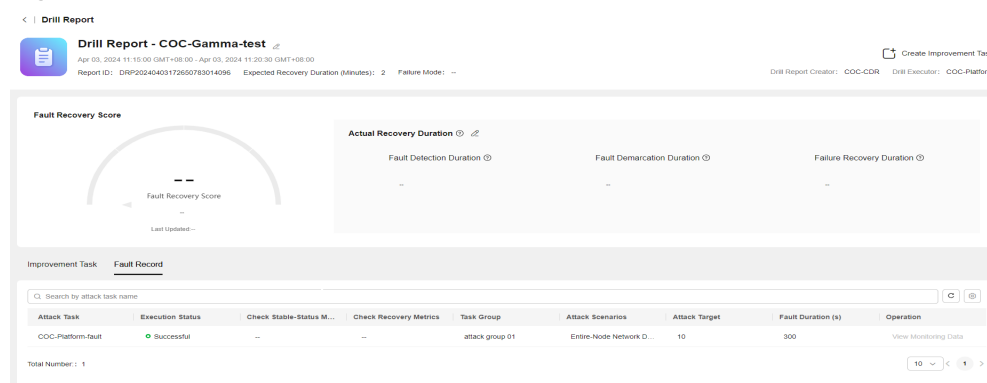 < | Drill Report
Drill Report - COC-Gamma-test
Apr 03, 2024 11:15:00 GMT+08:00 - Apr 03, 2024 11:20:30 GMT+08:00
Create Improvement Tas
Report ID: DRP20240403172650783014096 Expected Recovery Duration (Minutes): 2 Failure Mode: --
Drill Report Creator: COC-CDR Drill Executor: COC-Platfor
Fault Recovery Score
Actual Recovery Duration
Fault Detection Duration Fault Demarcation Duration Failure Recovery Duration
-- -- --
--
Fault Recovery Score
--
Last Updated:--
Improvement Task Fault Record
Search by attack task name
Attack Task Execution Status Check Stable-Status M... Check Recovery Metrics Task Group Attack Scenarios Attack Target Fault Duration (s) Operation
COC-Platform-fault Successful -- -- attack group 01 Entire-Node Network D... 10 300 View Monitoring Data
Total Number: 1
10 < 1 >